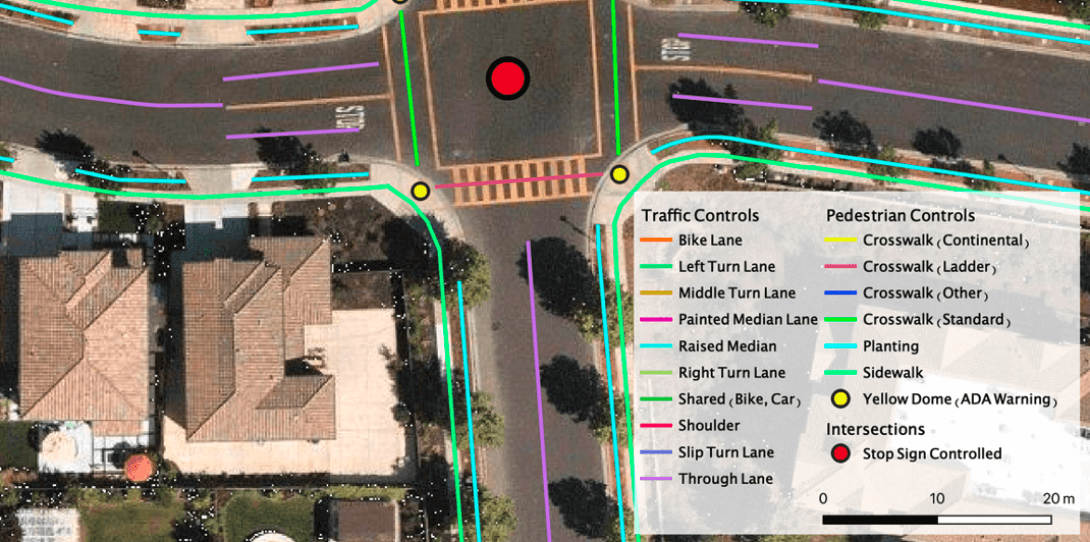 STOP
STOP
Traffic Controls
Bike Lane
Left Turn Lane
Middle Turn Lane
Painted Median Lane
Raised Median
Right Turn Lane
Shared (Bike, Car)
Shoulder
Slip Turn Lane
Through Lane
Pedestrian Controls
Crosswalk (Continental)
Crosswalk (Ladder)
Crosswalk (Other)
Crosswalk (Standard)
Planting
Sidewalk
Yellow Dome (ADA Warning)
Intersections
Stop Sign Controlled
0 10 20 m